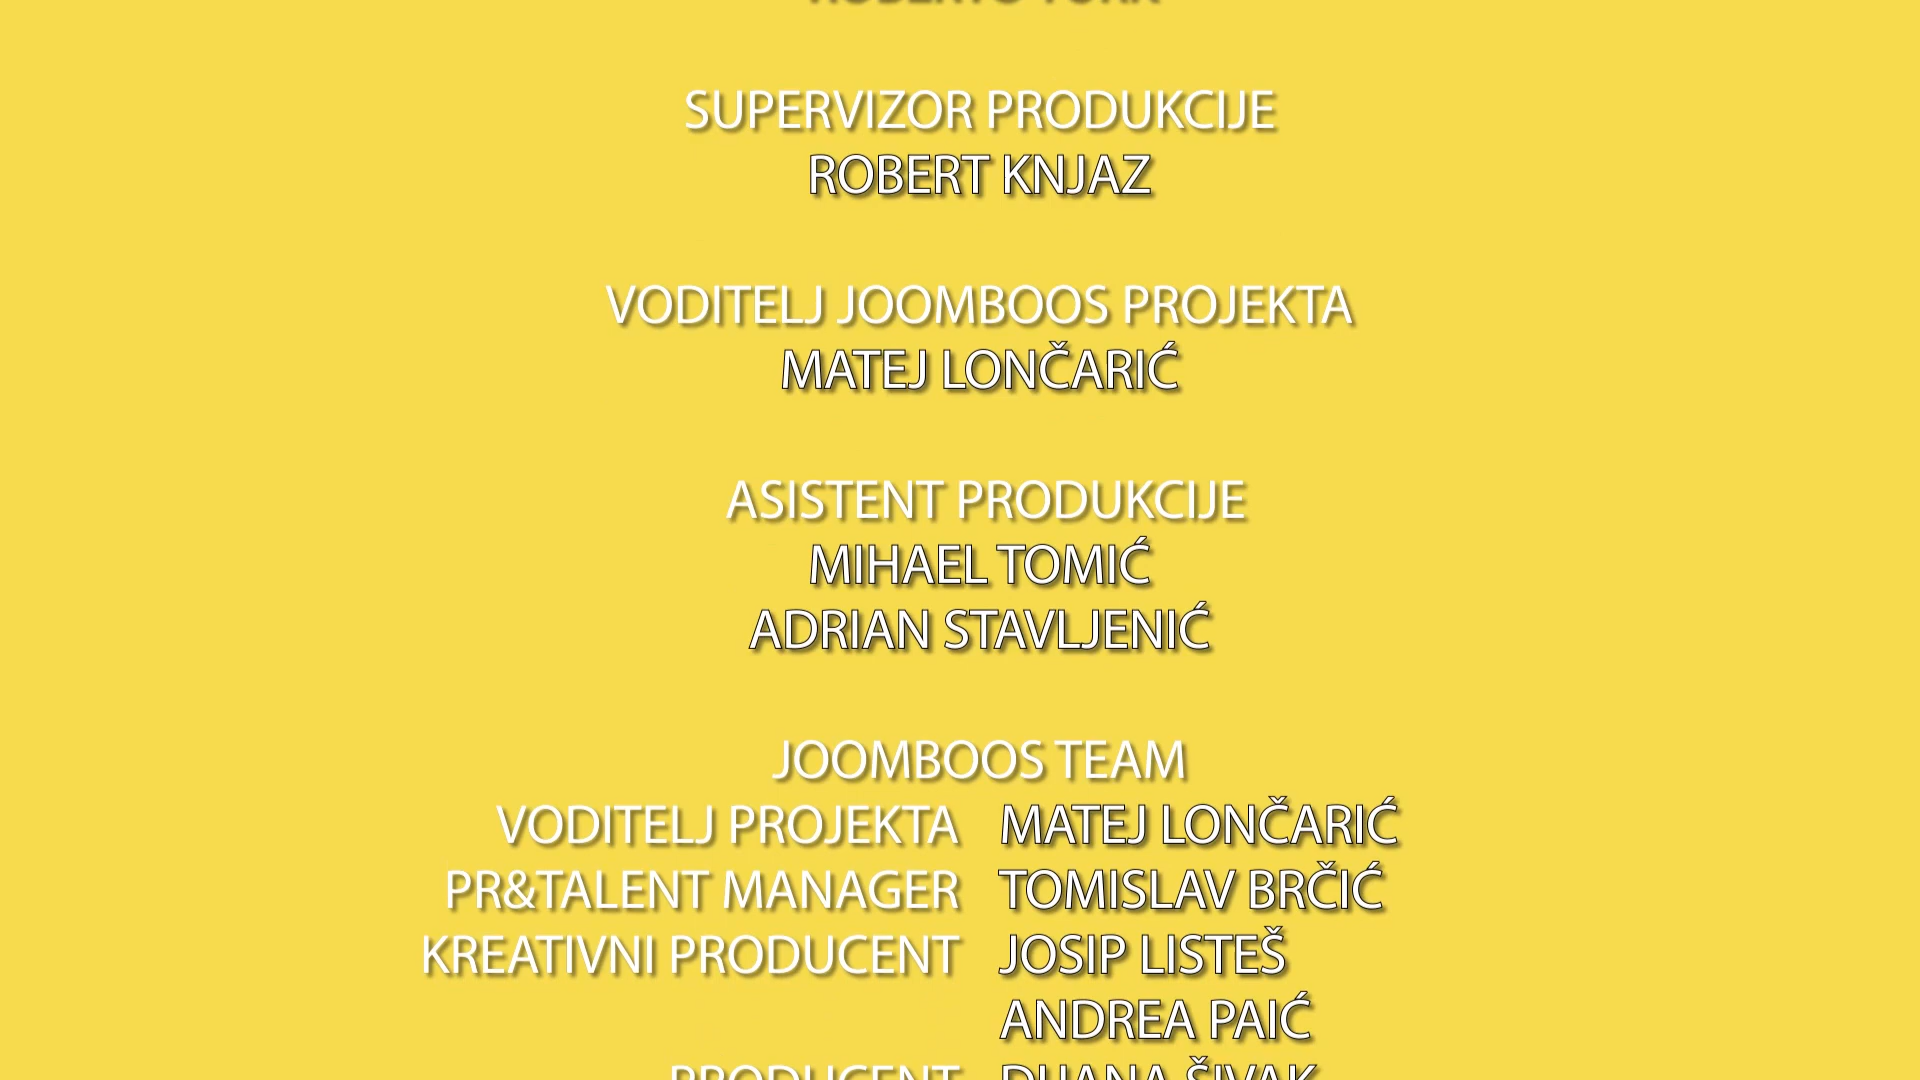 SUPERVIZOR PRODUKCIJE
ROBERT KNJAZ
VODITELJ JOOMBOOS PROJEKTA
MATEJ LONČARIĆ
ASISTENT PRODUKCIJE
MIHAEL TOMIĆ
ADRIAN STAVLJENIĆ
JOOMBOOS TEAM
VODITELJ PROJEKTA MATEJ LONČARIĆ
PR&TALENT MANAGER TOMISLAV BRČIĆ
KREATIVNI PRODUCENT JOSIP LISTEŠ
ANDREA PAIĆ
PRODUCENT